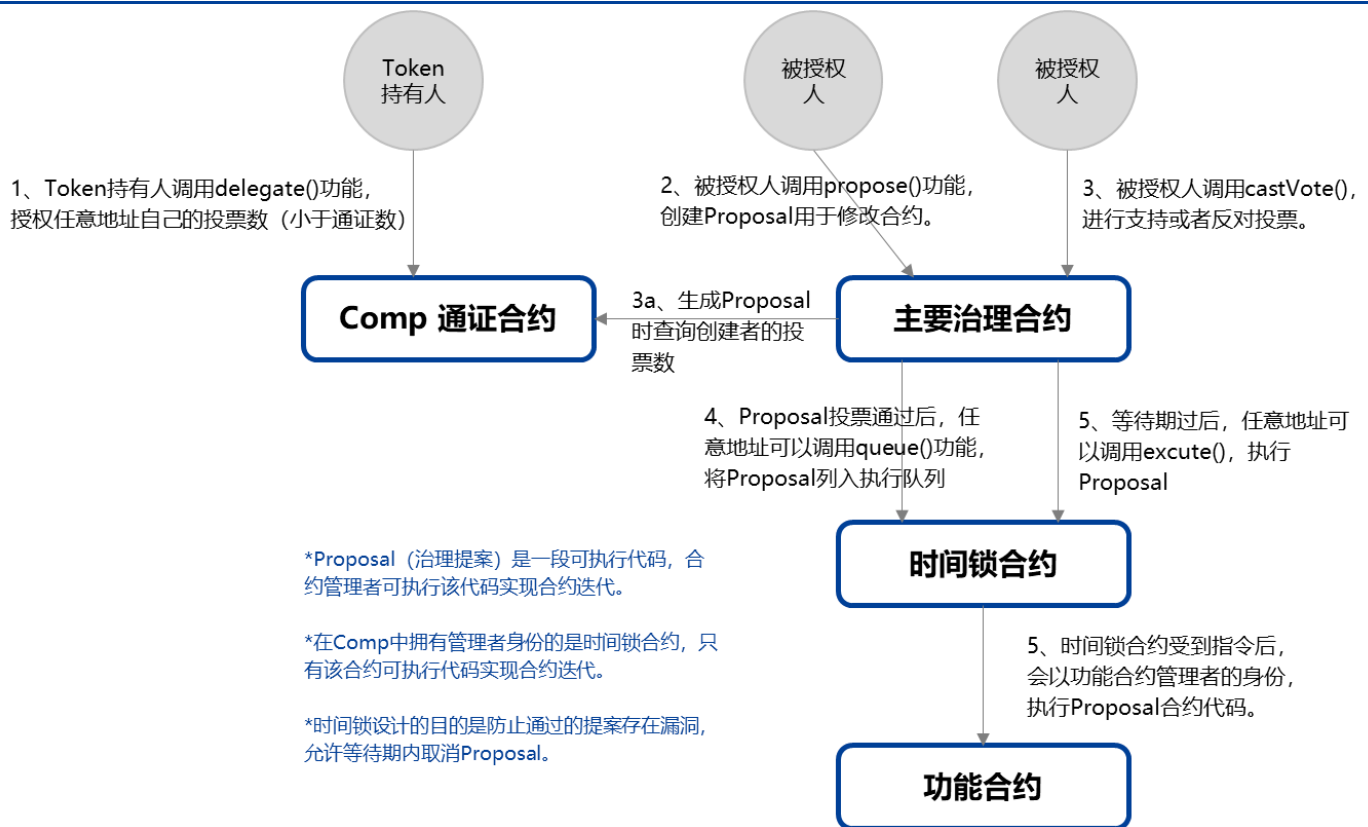 Token
持有人
被授权
人
被授权
人
1、Token持有人调用delegate()功能，
授权任意地址自己的投票数（小于通证数）
2、被授权人调用propose()功能，
创建Proposal用于修改合约。
3、被授权人调用castVote()，
进行支持或者反对投票。
Comp 通证合约
3a、生成Proposal
时查询创建者的投
票数
主要治理合约
4、Proposal投票通过后，任
意地址可以调用queue()功能，
将Proposal列入执行队列
5、等待期过后，任意地址可
以调用excute()，执行
Proposal
时间锁合约
*Proposal（治理提案）是一段可执行代码，合
约管理者可执行该代码实现合约迭代。
*在Comp中拥有管理者身份的是时间锁合约，只
有该合约可执行代码实现合约迭代。
*时间锁设计的目的是防止通过的提案存在漏洞，
允许等待期内取消Proposal。
5、时间锁合约受到指令后，
会以功能合约管理者的身份，
执行Proposal合约代码。
功能合约